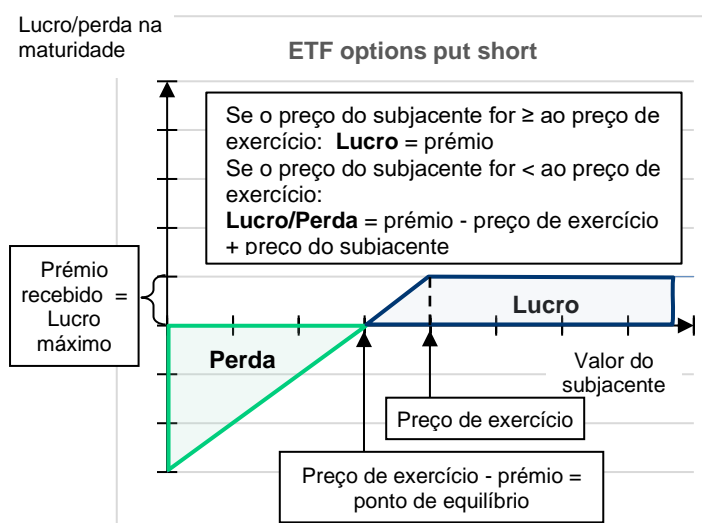 Lucro/perda na
maturidade
ETF options put short
Se o preço do subjacente for ≥ ao preço de
exercício: Lucro = prémio
Se o preço do subjacente for < ao preço de
exercício:
Lucro/Perda = prémio - preço de exercício
+ preço do subjacente
Prémio
recebido =
Lucro
máximo
Lucro
Perda
Valor do
subjacente
Preço de exercício
Preço de exercício - prémio =
ponto de equilíbrio